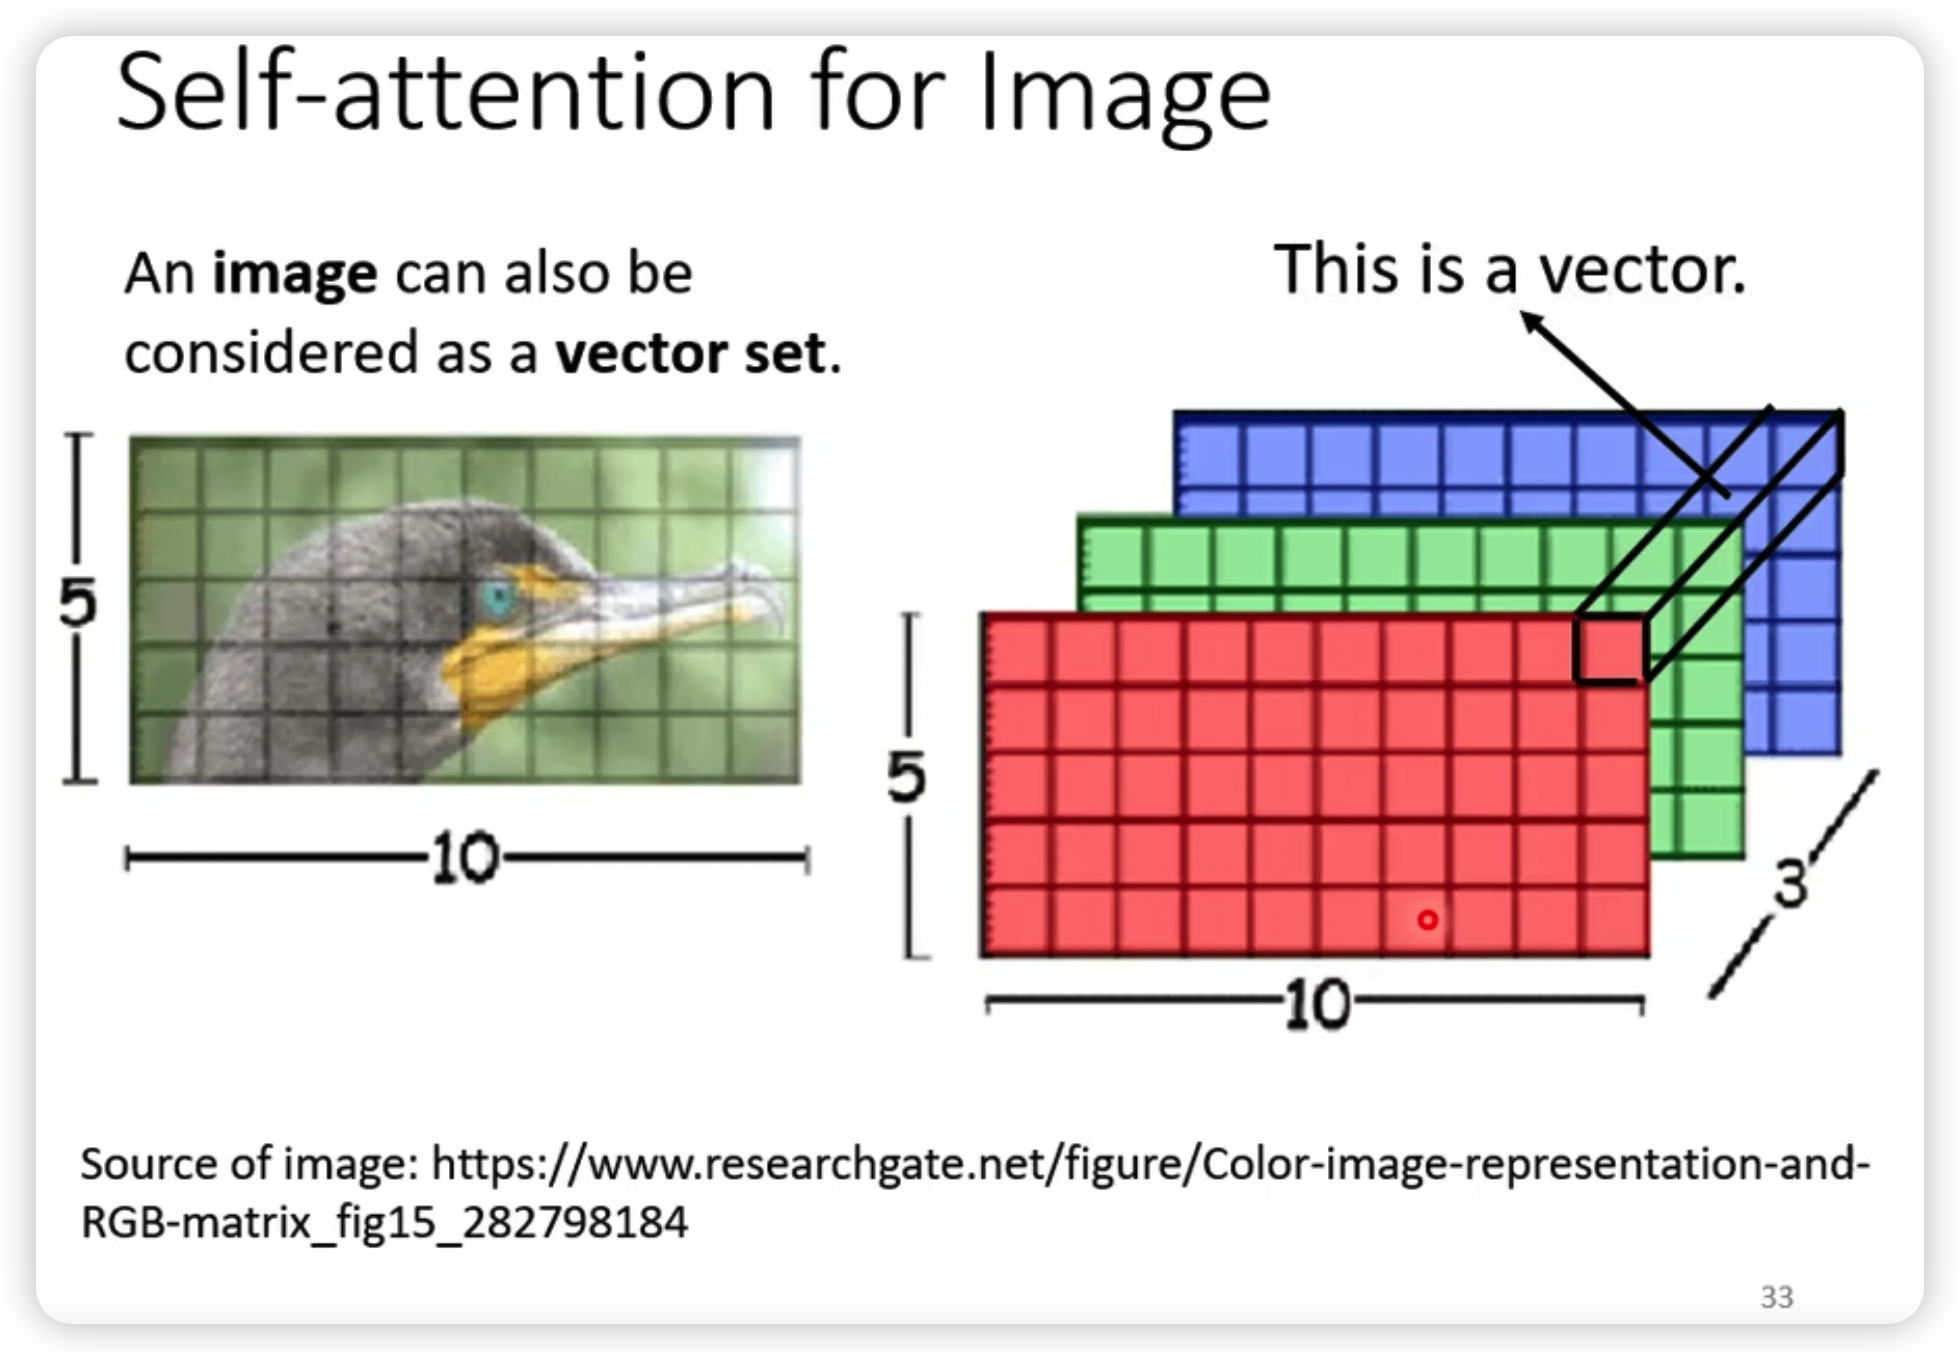 Self-attention for Image
An image can also be
considered as a vector set.
This is a vector.
5
10
5
10
3
Source of image: https://www.researchgate.net/figure/Color-image-representation-and-
RGB-matrix_fig15_282798184
33